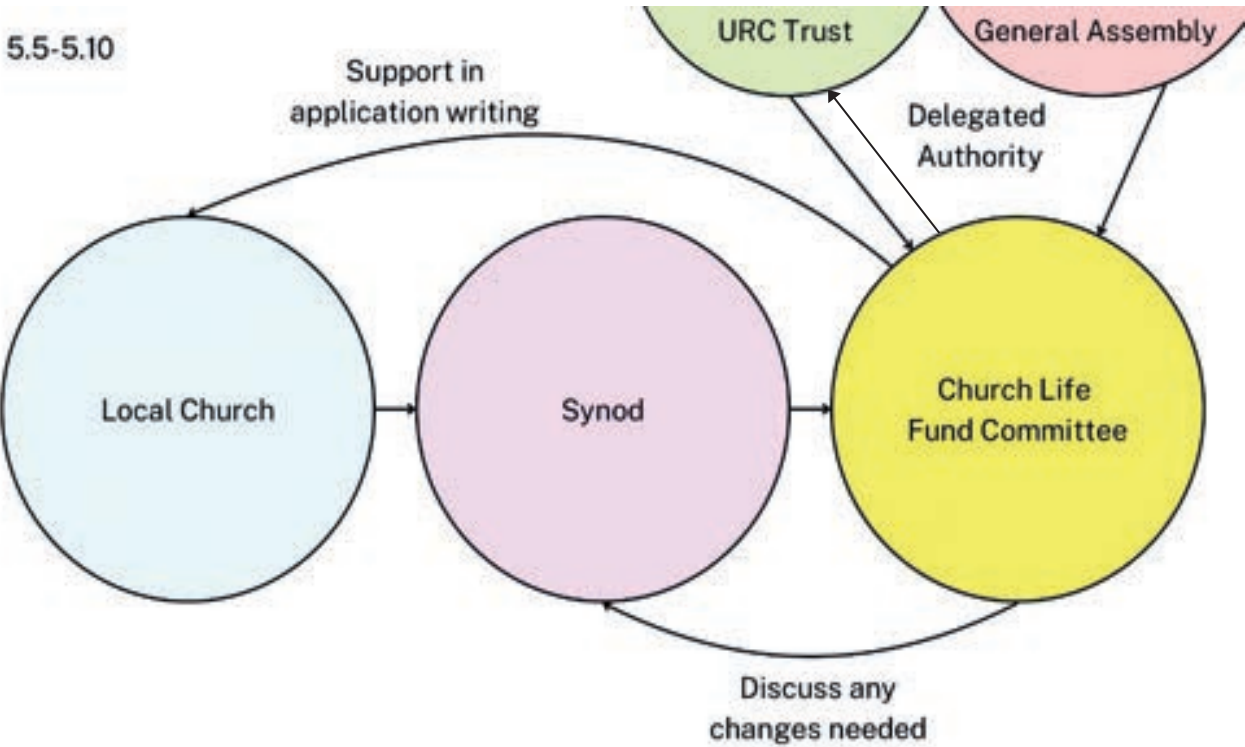 5.5-5.10
URC Trust
General Assembly
Support in
application writing
Delegated
Authority
Local Church
Synod
Church Life
Fund Committee
Discuss any
changes needed